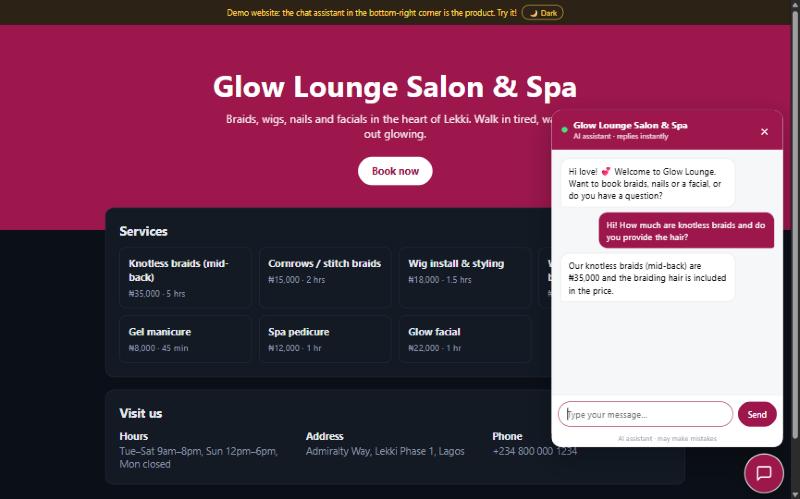 Demo website: the chat assistant in the bottom-right corner is the product. Try it!
🌙 Dark
Glow Lounge Salon & Spa
Braids, wigs, nails and facials in the heart of Lekki. Walk in tired,
out glowing.
Book now
Services
Knotless braids (mid-
back)
₦35,000 · 5 hrs
Cornrows / stitch braids
₦15,000 · 2 hrs
Wig install & styling
₦18,000 · 1.5 hrs
Gel manicure
₦8,000 · 45 min
Spa pedicure
₦12,000 · 1 hr
Glow facial
₦22,000 · 1 hr
Visit us
Hours
Tue–Sat 9am–8pm, Sun 12pm–6pm,
Mon closed
Address
Admiralty Way, Lekki Phase 1, Lagos
Phone
+234 800 000 1234
Glow Lounge Salon & Spa
AI assistant · replies instantly
×
Hi love! 💕 Welcome to Glow Lounge.
Want to book braids, nails or a facial, or
do you have a question?
Hi! How much are knotless braids and do
you provide the hair?
Our knotless braids (mid-back) are
₦35,000 and the braiding hair is included
in the price.
Type your message...
Send
AI assistant · may make mistakes